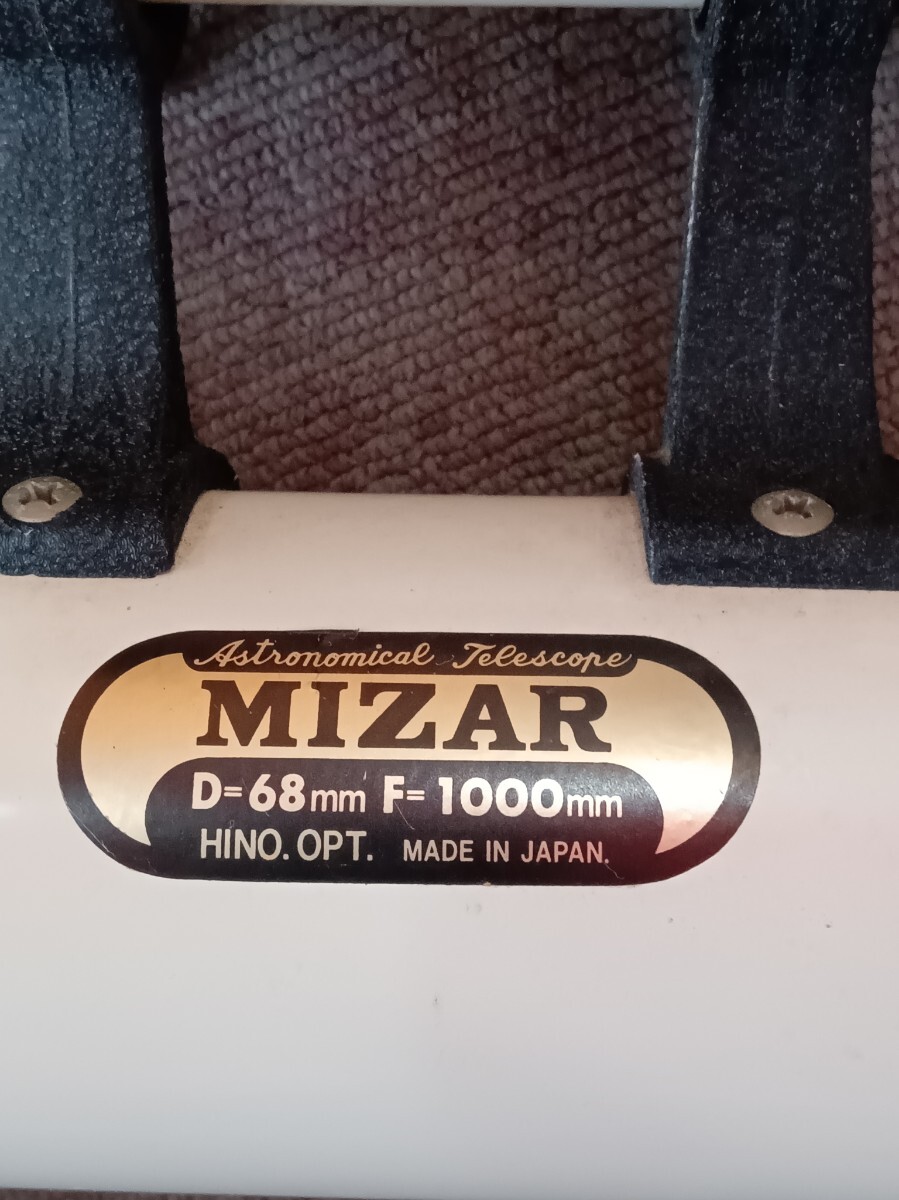 Astronomical Telescope
MIZAR
D=68mm F=1000mm
HINO.OPT. MADE IN JAPAN.